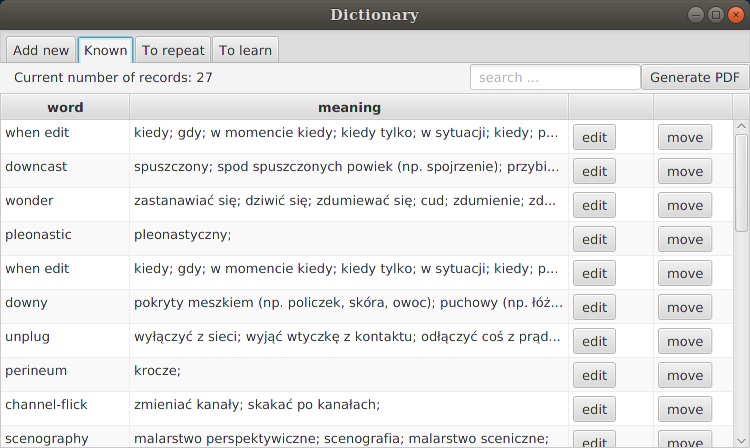 Dictionary
Add new Known To repeat To learn
Current number of records: 27 search ... Generate PDF
word meaning
when edit kiedy; gdy; w momencie kiedy; kiedy tylko; w sytuacji; kiedy; p... edit move
downcast spuszczony; spod spuszczonych powiek (np. spojrzenie); przybi... edit move
wonder zastanawiać się; dziwić się; zdumiewać się; cud; zdumienie; zd... edit move
pleonastic pleonastyczny; edit move
when edit kiedy; gdy; w momencie kiedy; kiedy tylko; w sytuacji; kiedy; p... edit move
downy pokryty meszkiem (np. policzek, skóra, owoc); puchowy (np. łóż... edit move
unplug wyłączyć z sieci; wyjąć wtyczkę z kontaktu; odłączyć coś z prąd... edit move
perineum krocze; edit move
channel-flick zmieniać kanały; skakać po kanałach; edit move
scenography malarstwo perspektywiczne; scenografia; malarstwo sceniczne; edit move